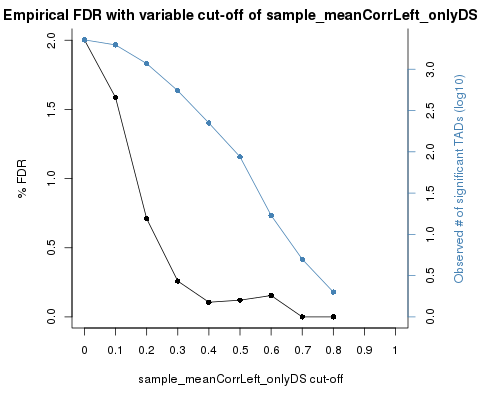 Empirical FDR with variable cut-off of sample_meanCorrLeft_onlyDS
2.0
1.5
1.0
0.5
0.0
% FDR
3.0
2.5
2.0
1.5
1.0
0.5
0.0
Observed # of significant TADs (log10)
0 0.1 0.2 0.3 0.4 0.5 0.6 0.7 0.8 0.9 1
sample_meanCorrLeft_onlyDS cut-off